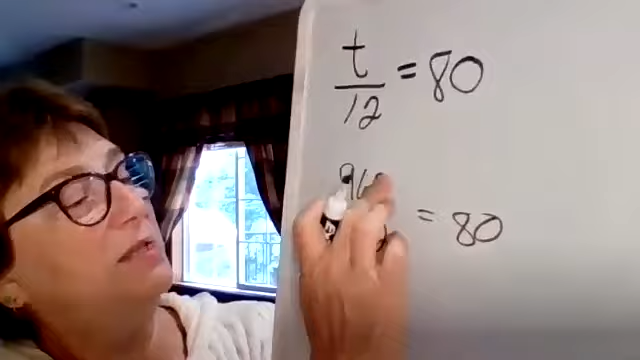 t/12 = 80
= 80